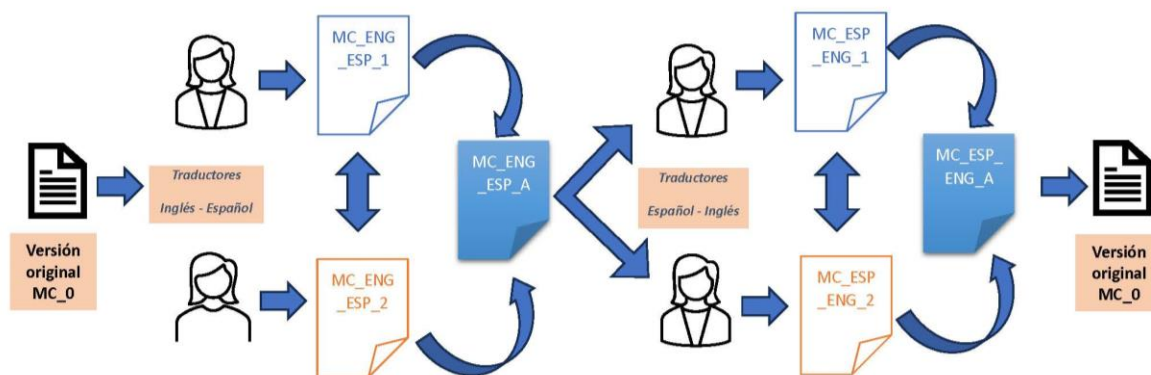 MC_ENG
_ESP_1
MC_ESP
_ENG_1
MC_ENG
_ESP_A
MC_ESP_
ENG_A
Traductores
Inglés - Español
Traductores
Español - Inglés
Versión
original
MC_0
MC_ENG
_ESP_2
MC_ESP
_ENG_2
Versión
original
MC_0